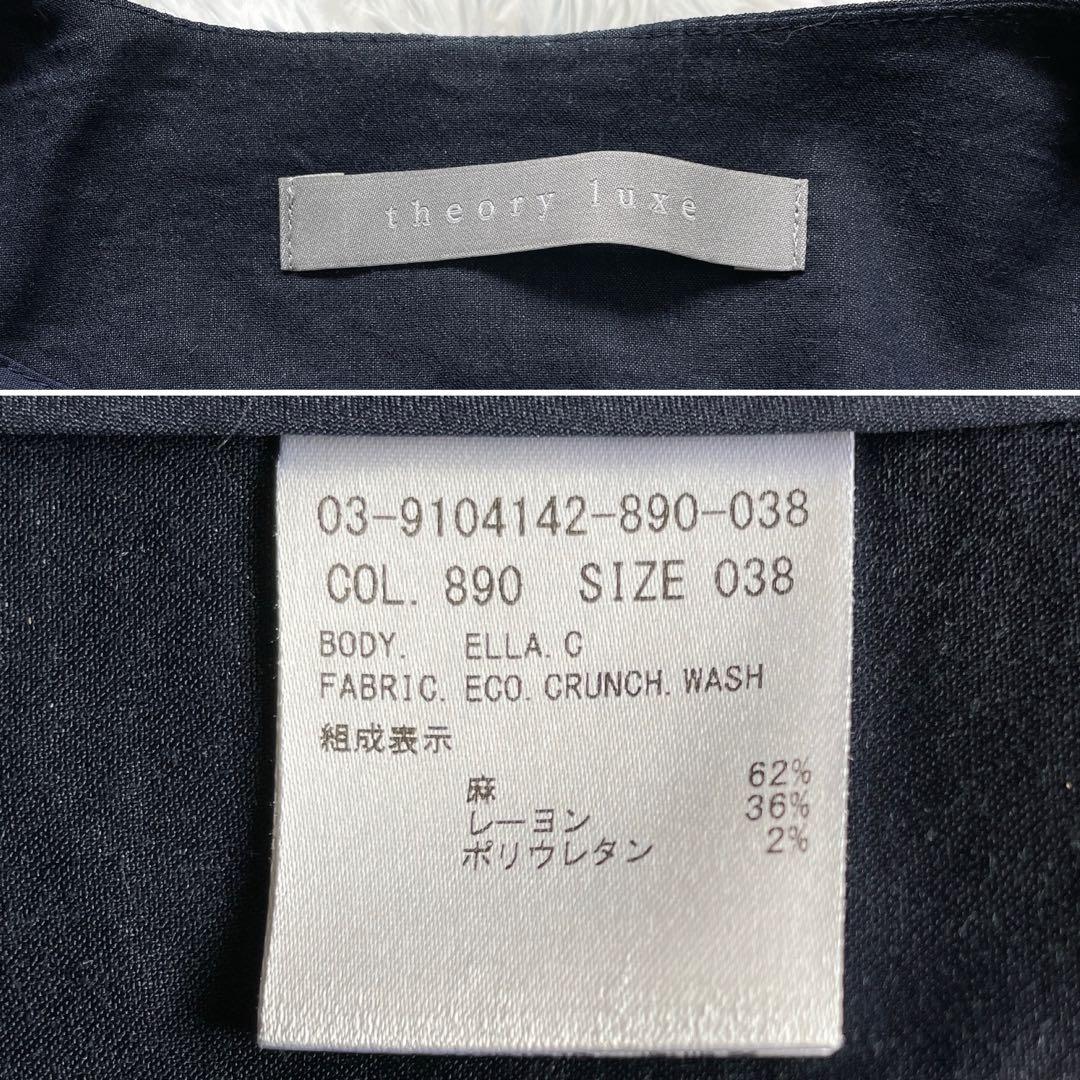 theory luxe
03-9104142-890-038
COL. 890 SIZE 038
BODY. ELLA. C
FABRIC. ECO. CRUNCH. WASH
組成表示
麻 62%
レーヨン 36%
ポリウレタン 2%